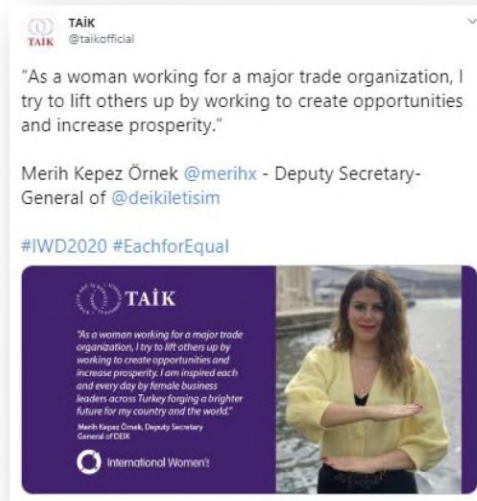 TAİK
@taikofficial
"As a woman working for a major trade organization, I
try to lift others up by working to create opportunities
and increase prosperity."
Merih Kepez Örnek @merihx - Deputy Secretary-
General of @deikiletisim
#IWD2020 #EachforEqual
TAİK
"As a woman working for a major trade
organization, I try to lift others up by
working to create opportunities and
increase prosperity. I am inspired each
and every day by female business
leaders across Turkey forging a brighter
future for my country and the world."
Merih Kepez Örnek, Deputy Secretary
General of DEIK
International Women's